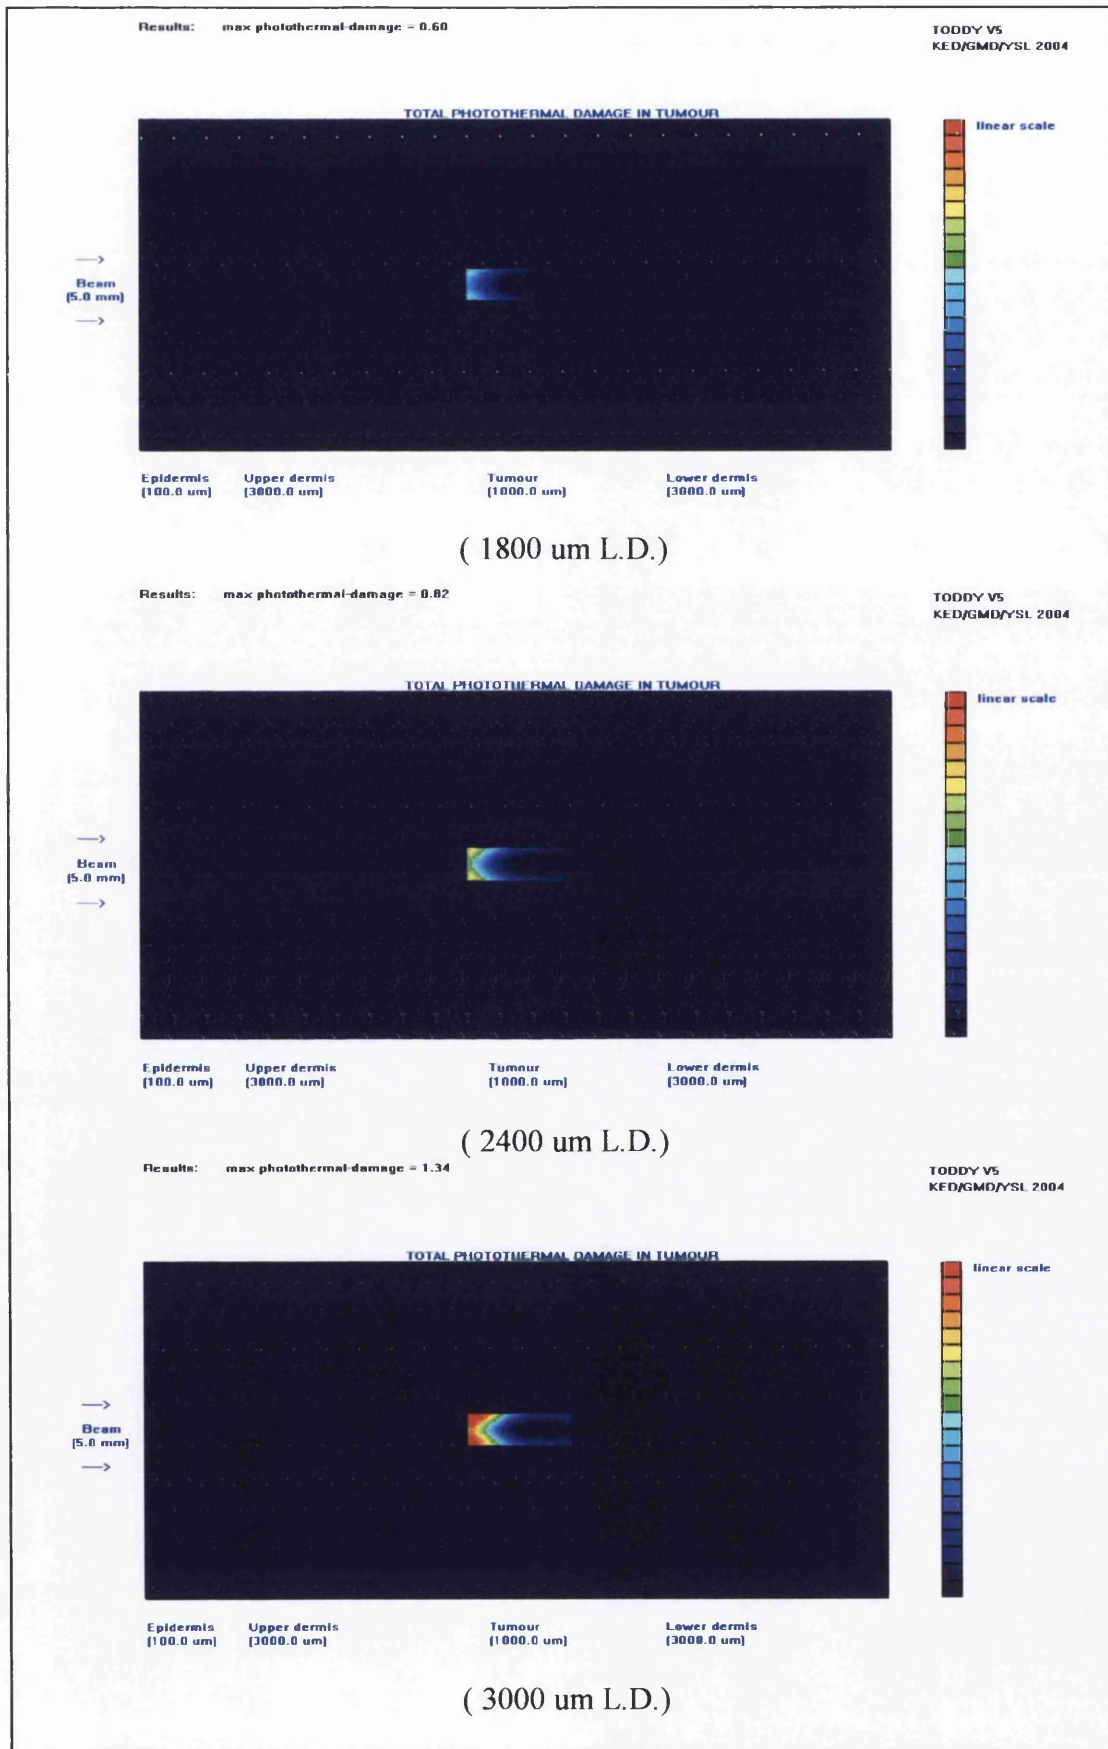 Results: max photothermal-damage = 0.60
TODDY V5
KED/GMD/YSL 2004
TOTAL PHOTOTHERMAL DAMAGE IN TUMOUR
linear scale
Beam
(5.0 mm)
Epidermis Upper dermis Tumour Lower dermis
(100.0 um) (3000.0 um) (1000.0 um) (3000.0 um)
( 1800 um L.D.)
Results: max photothermal-damage = 0.82
TODDY V5
KED/GMD/YSL 2004
TOTAL PHOTOTHERMAL DAMAGE IN TUMOUR
linear scale
Beam
(5.0 mm)
Epidermis Upper dermis Tumour Lower dermis
(100.0 um) (3000.0 um) (1000.0 um) (3000.0 um)
( 2400 um L.D.)
Results: max photothermal-damage = 1.34
TODDY V5
KED/GMD/YSL 2004
TOTAL PHOTOTHERMAL DAMAGE IN TUMOUR
linear scale
Beam
(5.0 mm)
Epidermis Upper dermis Tumour Lower dermis
(100.0 um) (3000.0 um) (1000.0 um) (3000.0 um)
( 3000 um L.D.)